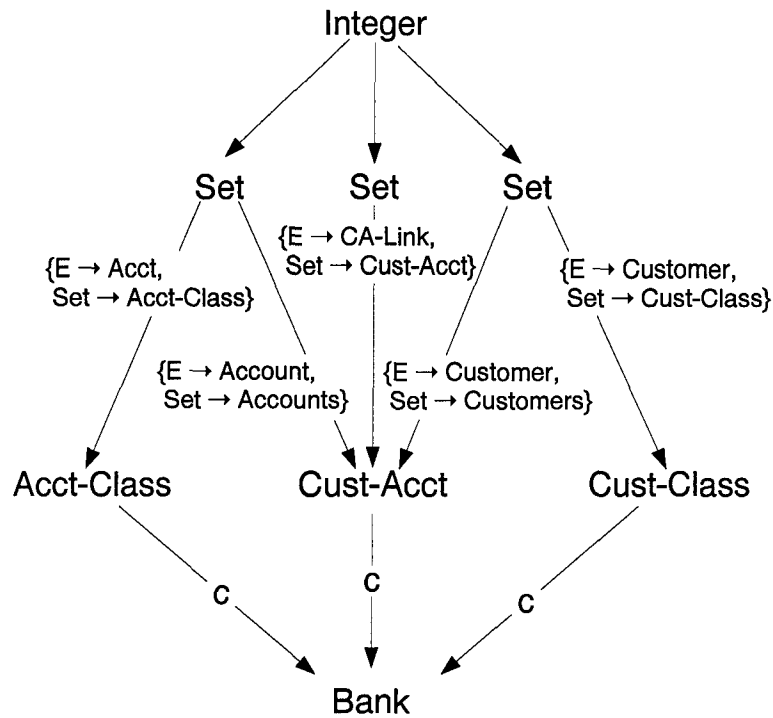 Integer
Set
Set
Set
{E → Acct,
Set → Acct-Class}
{E → CA-Link,
Set → Cust-Acct}
{E → Customer,
Set → Cust-Class}
{E → Account,
Set → Accounts}
{E → Customer,
Set → Customers}
Acct-Class
Cust-Acct
Cust-Class
c
c
c
Bank